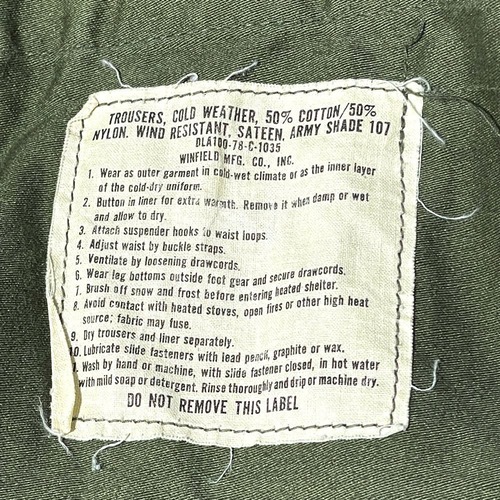 TROUSERS, COLD WEATHER, 50% COTTON/50%
NYLON. WIND RESISTANT. SATEEN, ARMY SHADE 107
DLA100-78-C-1035
WINFIELD MFG. CO., INC.
1. Wear as outer garment in cold-wet climate or as the inner layer
of the cold-dry uniform.
2. Button in liner for extra warmth. Remove it when damp or wet
and allow to dry.
3. Attach suspender hooks to waist loops.
4. Adjust waist by buckle straps.
5. Ventilate by loosening drawcords.
6. Wear leg bottoms outside foot gear and secure drawcords.
7. Brush off snow and frost before entering heated shelter.
8. Avoid contact with heated stoves, open fires or other high heat
source; fabric may fuse.
9. Dry trousers and liner separately.
10. Lubricate slide fasteners with lead pencil, graphite or wax.
Wash by hand or machine, with slide fastener closed, in hot water
with mild soap or detergent. Rinse thoroughly and drip or machine dry.
DO NOT REMOVE THIS LABEL